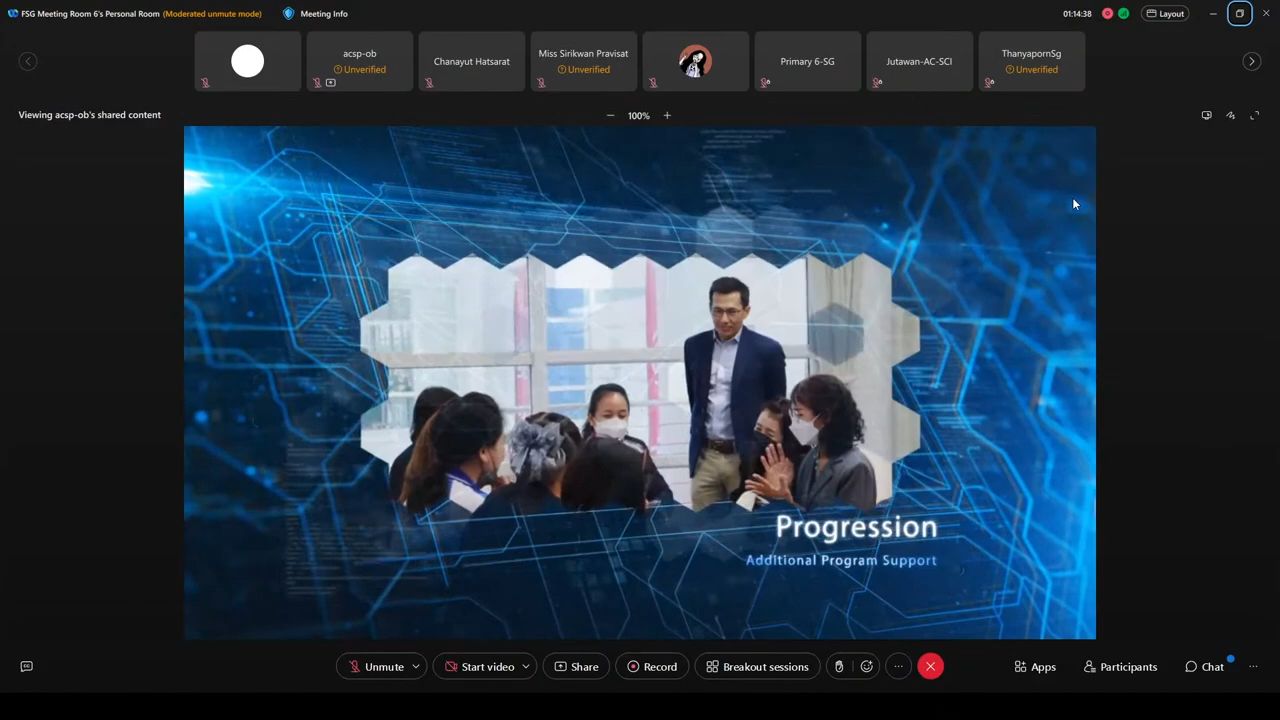 FSG Meeting Room 6's Personal Room (Moderated unmute mode) Meeting Info 01:14:38 Layout
acsp-ob
Unverified
Chanayut Hatsarat
Miss Sirikwan Pravisat
Unverified
Primary 6-SG
Jutawan-AC-SCI
ThanyapornSg
Unverified
Viewing acsp-ob's shared content
100%
Progression
Additional Program Support
Unmute Start video Share Record Breakout sessions Apps Participants Chat